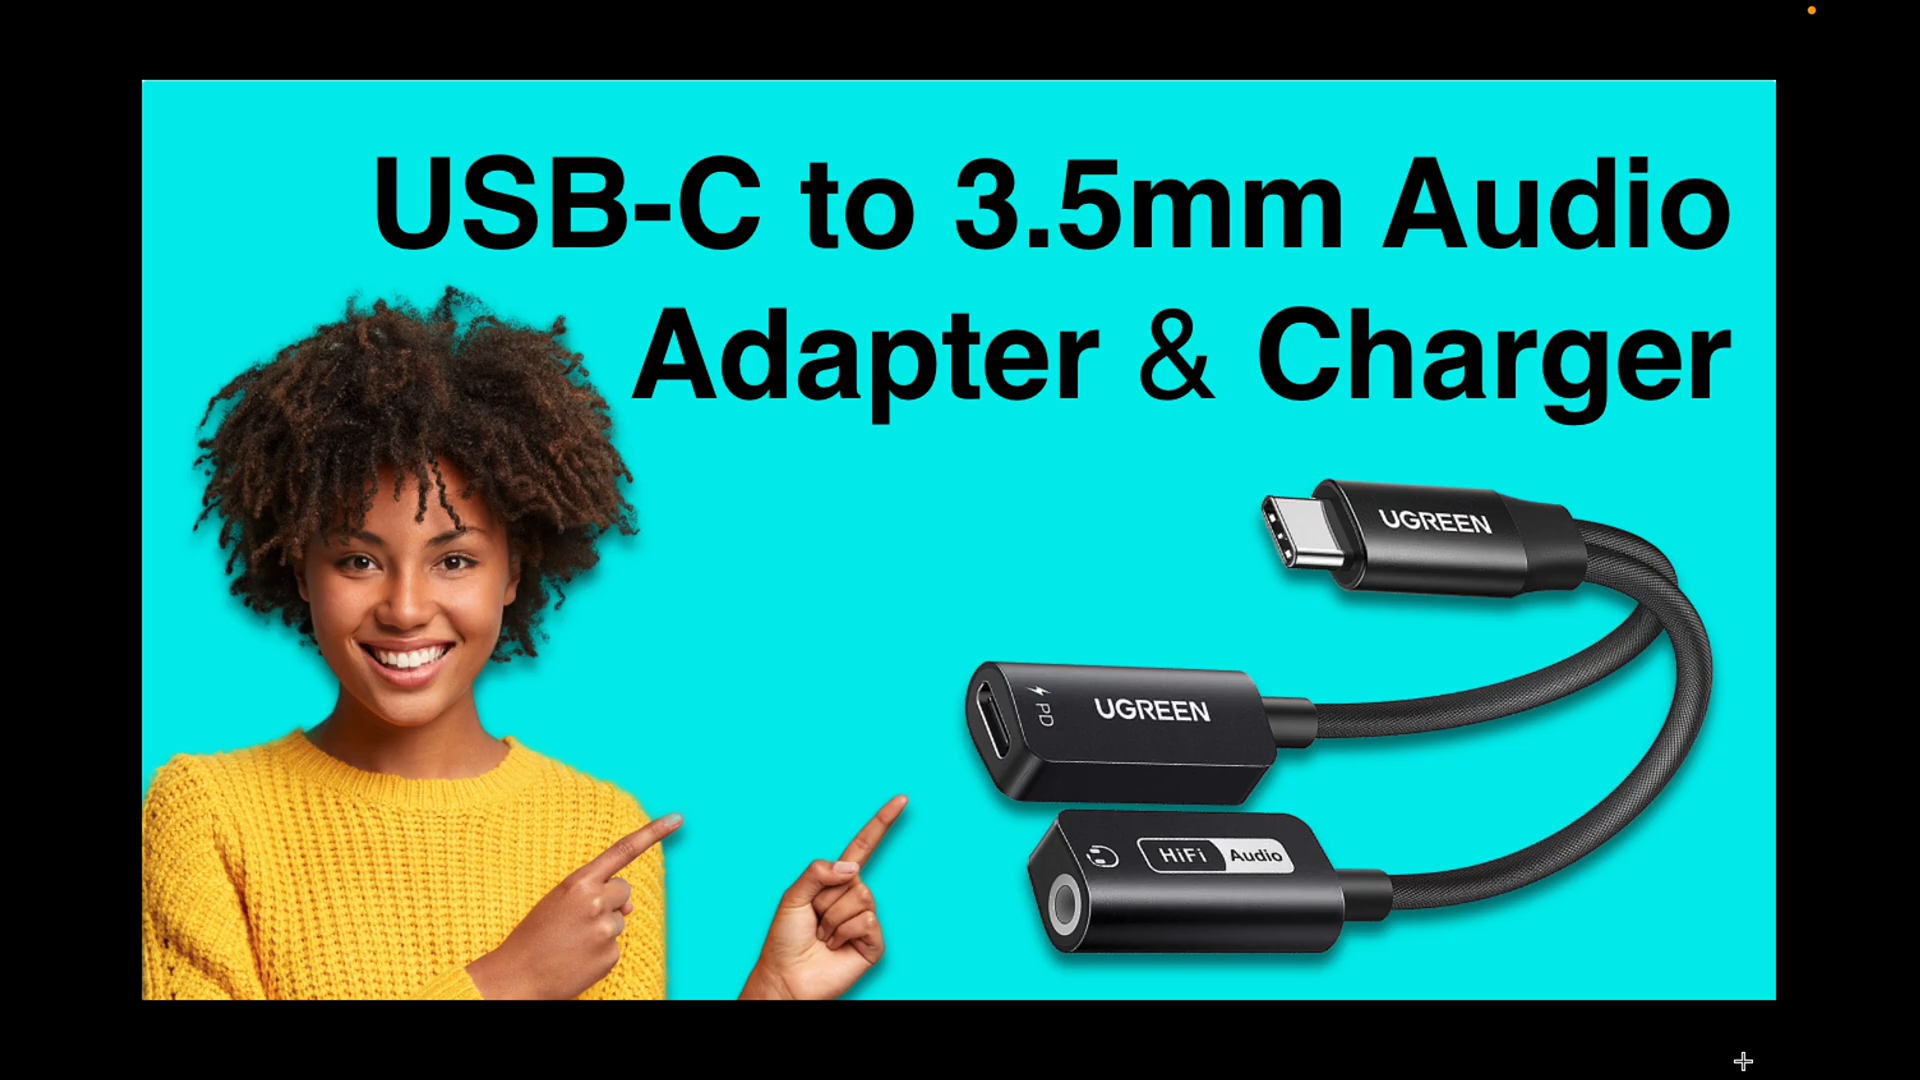 USB-C to 3.5mm Audio
Adapter & Charger
UGREEN
PD
UGREEN
HiFi Audio